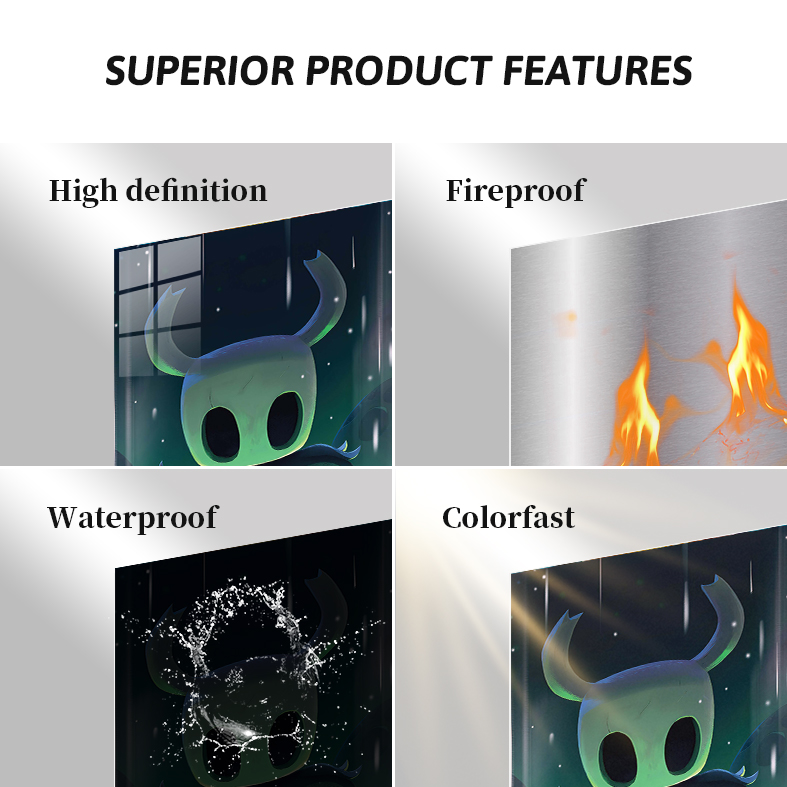 SUPERIOR PRODUCT FEATURES
High definition
Fireproof
Waterproof
Colorfast